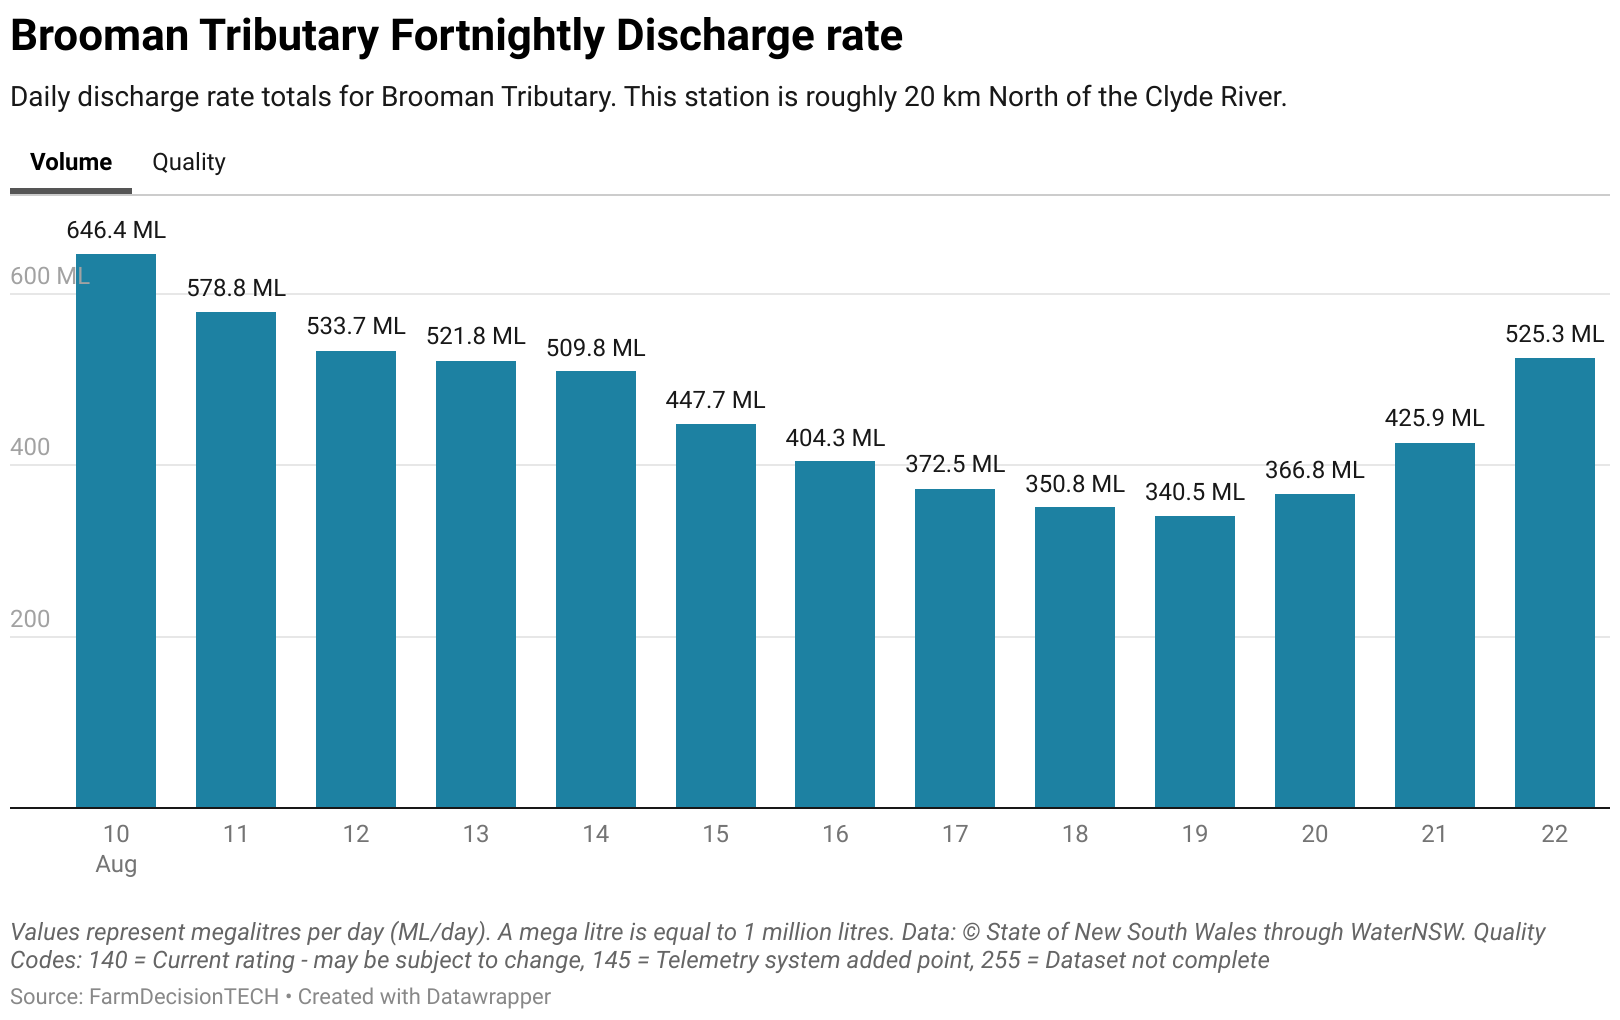 Brooman Tributary Fortnightly Discharge rate
Daily discharge rate totals for Brooman Tributary. This station is roughly 20 km North of the Clyde River.
Volume Quality
646.4 ML
600 ML
578.8 ML
533.7 ML
521.8 ML
509.8 ML
447.7 ML
404.3 ML
372.5 ML
350.8 ML
340.5 ML
366.8 ML
425.9 ML
525.3 ML
400
200
10 11 12 13 14 15 16 17 18 19 20 21 22
Aug
Values represent megalitres per day (ML/day). A mega litre is equal to 1 million litres. Data: © State of New South Wales through WaterNSW. Quality
Codes: 140 = Current rating - may be subject to change, 145 = Telemetry system added point, 255 = Dataset not complete
Source: FarmDecisionTECH • Created with Datawrapper